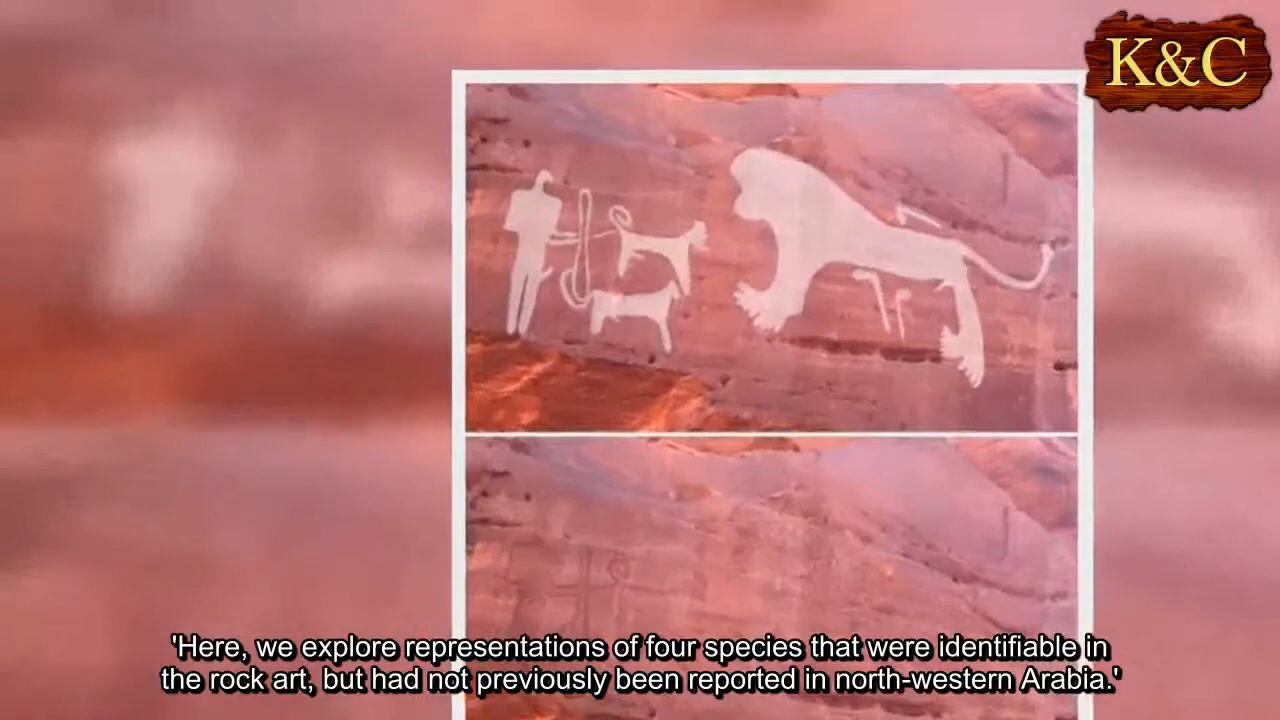 K&C
'Here, we explore representations of four species that were identifiable in
the rock art, but had not previously been reported in north-western Arabia.'